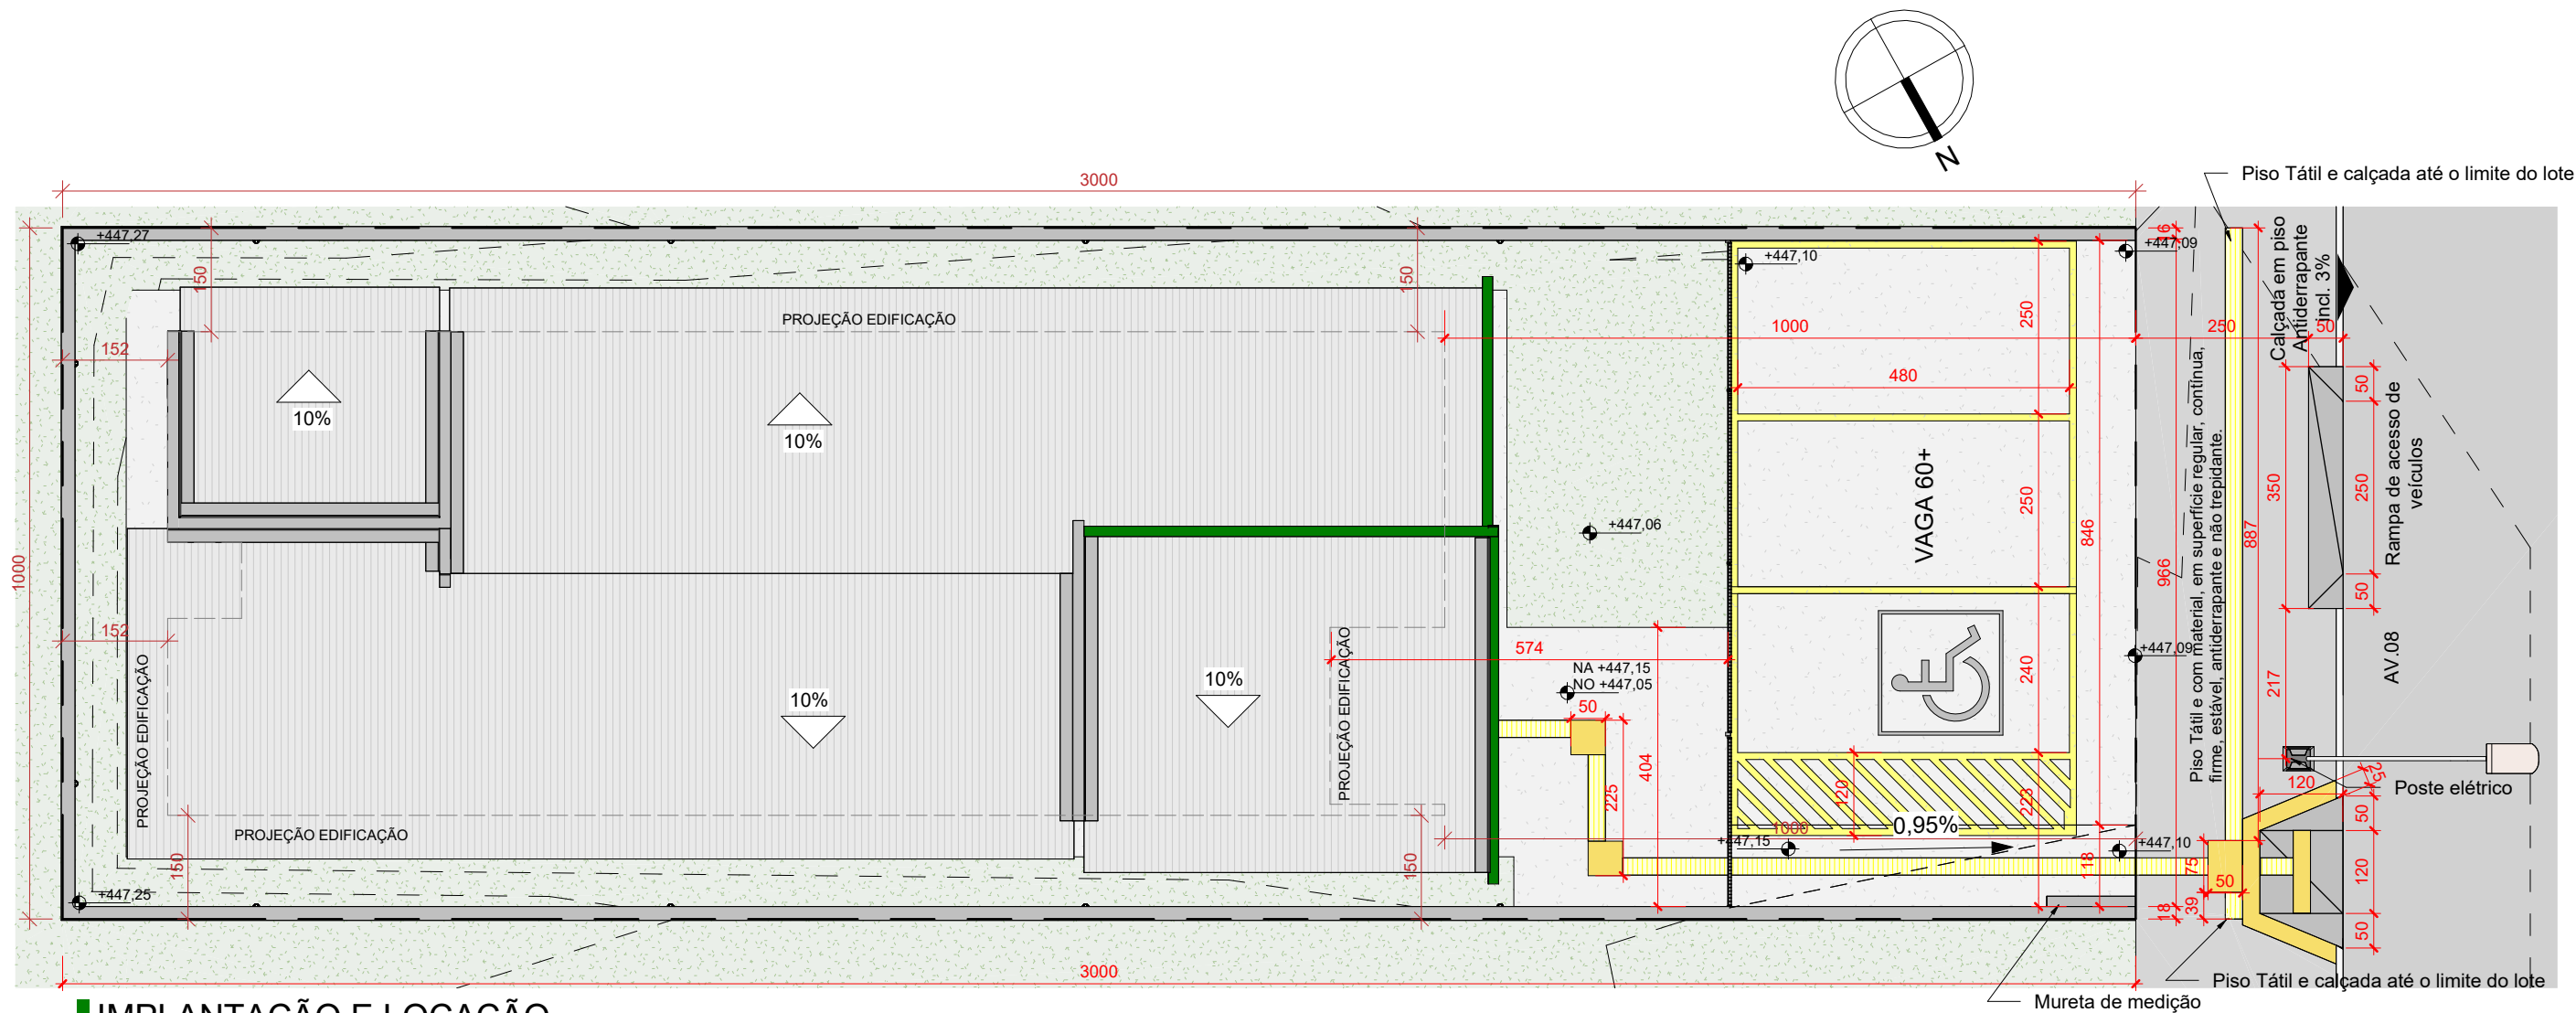 N
Piso Tátil e calçada até o limite do lote
3000
+447,27
150
150
PROJEÇÃO EDIFICAÇÃO
+447,10
+447,09
16
152
10%
10%
1000
250
480
250
50
Calçada em piso
Antiderrapante
incl. 3%
Piso Tátil e com material, em superfície regular, contínua,
firme, estável, antiderrapante e não trepidante.
50
250
50
350
Rampa de acesso de
veículos
887
966
846
250
VAGA 60+
+447,06
1000
152
574
NA +447,15
NO +447,05
50
404
225
240
+447,09
217
AV.08
PROJEÇÃO EDIFICAÇÃO
PROJEÇÃO EDIFICAÇÃO
10%
10%
120
223
1000
0,95%
+447,15
+447,10
118
120
25
Poste elétrico
50
120
50
75
50
39
18
PROJEÇÃO EDIFICAÇÃO
150
150
+447,25
3000
Piso Tátil e calçada até o limite do lote
Mureta de medição
IMPLANTAÇÃO E LOCAÇÃO